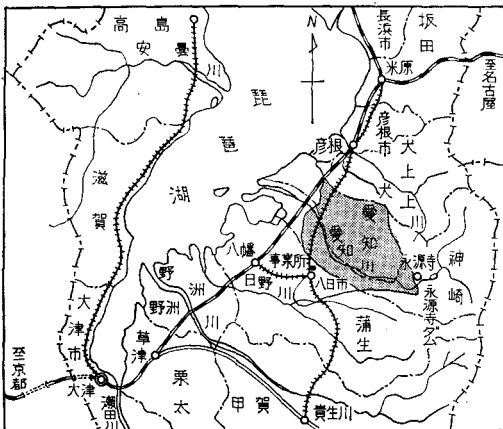 高島
安曇川
N
長浜市
坂田
米原
至名古屋
琵琶湖
彦根
彦根市
犬上
犬上川
滋賀
愛知
愛知川
八幡
事業所
永源寺
神崎
永源寺ダム
野洲川
日野川
八日市
野洲
蒲生
大津市
草津
至京都
大津
瀬田川
栗太
甲賀
貴生川